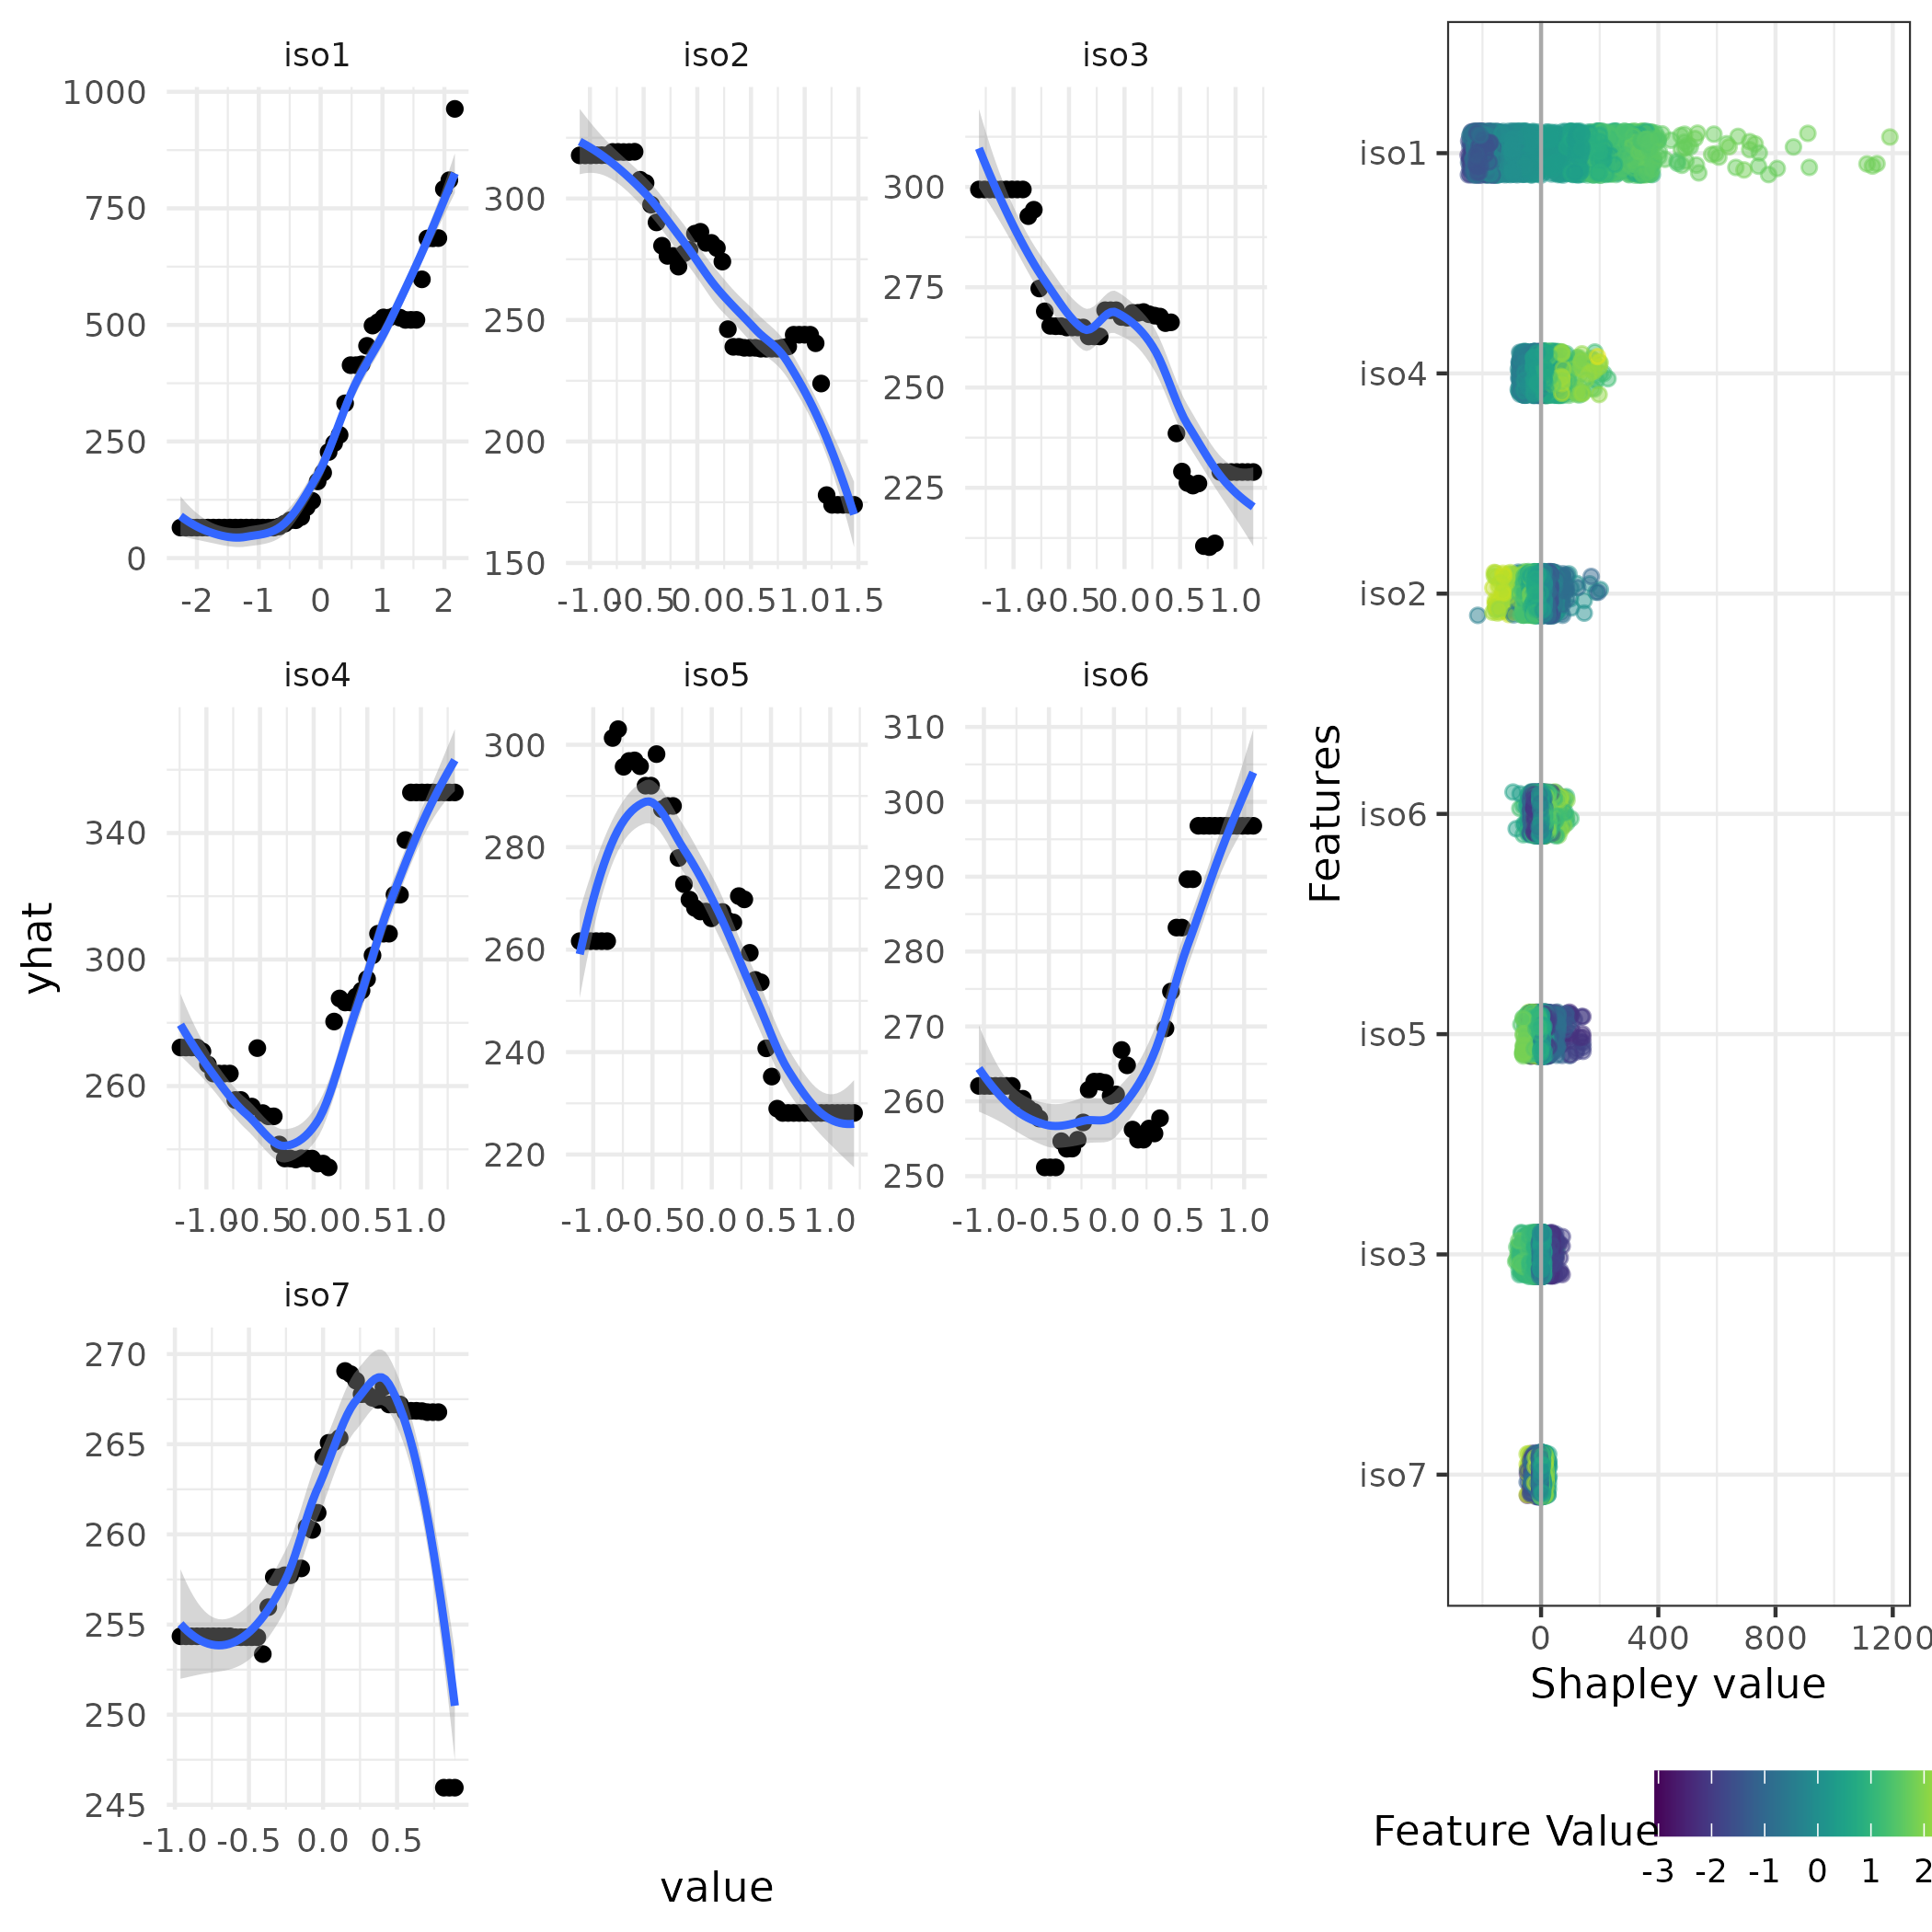 iso1
iso2
iso3
1000
750
500
250
0
-2 -1 0 1 2
300
250
200
150
-1.0 -0.5 0.0 0.5 1.0 1.5
300
275
250
225
-1.0 -0.5 0.0 0.5 1.0
iso4
iso5
iso6
340
300
260
-1.0 -0.5 0.0 0.5 1.0
300
280
260
240
220
-1.0 -0.5 0.0 0.5 1.0
310
300
290
280
270
260
250
-1.0 -0.5 0.0 0.5 1.0
iso7
270
265
260
255
250
245
-1.0 -0.5 0.0 0.5
yhat
value
Features
iso1
iso4
iso2
iso6
iso5
iso3
iso7
0 400 800 1200
Shapley value
Feature Value
-3 -2 -1 0 1 2